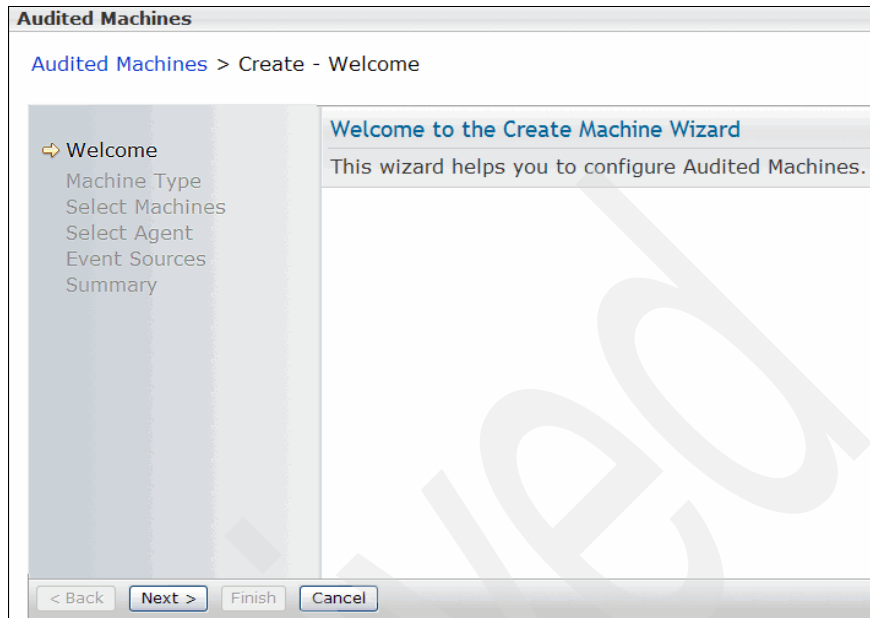 Audited Machines
Audited Machines > Create - Welcome
Welcome
Machine Type
Select Machines
Select Agent
Event Sources
Summary
Welcome to the Create Machine Wizard
This wizard helps you to configure Audited Machines.
< Back
Next >
Finish
Cancel